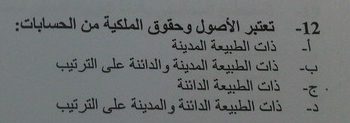 12- تعتبر الأصول وحقوق الملكية من الحسابات:
أ- ذات الطبيعة المدينة
ب- ذات الطبيعة المدينة والدائنة على الترتيب
ج- ذات الطبيعة الدائنة
د- ذات الطبيعة الدائنة والمدينة على الترتيب